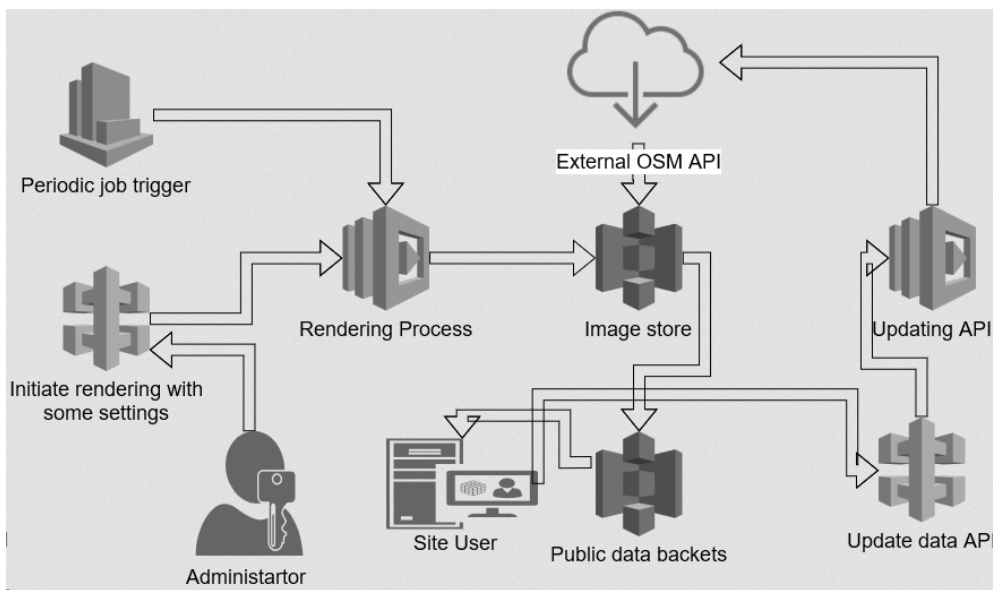 External OSM API
Periodic job trigger
Rendering Process
Image store
Updating API
Initiate rendering with
some settings
Site User
Public data backets
Update data API
Administartor